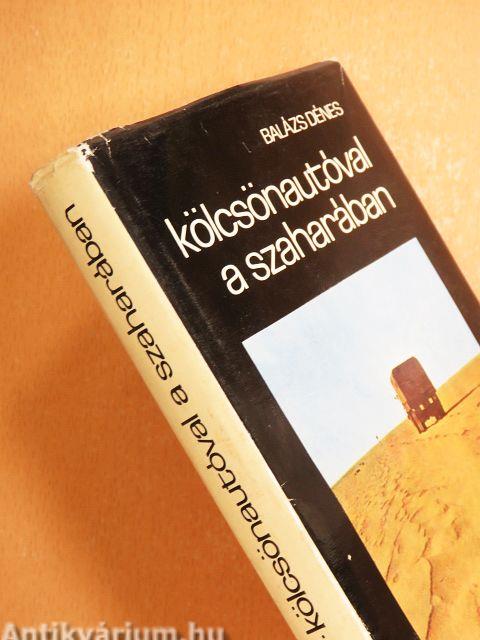 BALÁZS DÉNES
kölcsönautóval
a szaharában
kölcsönautóval a szaharában
Antikvárium.hu